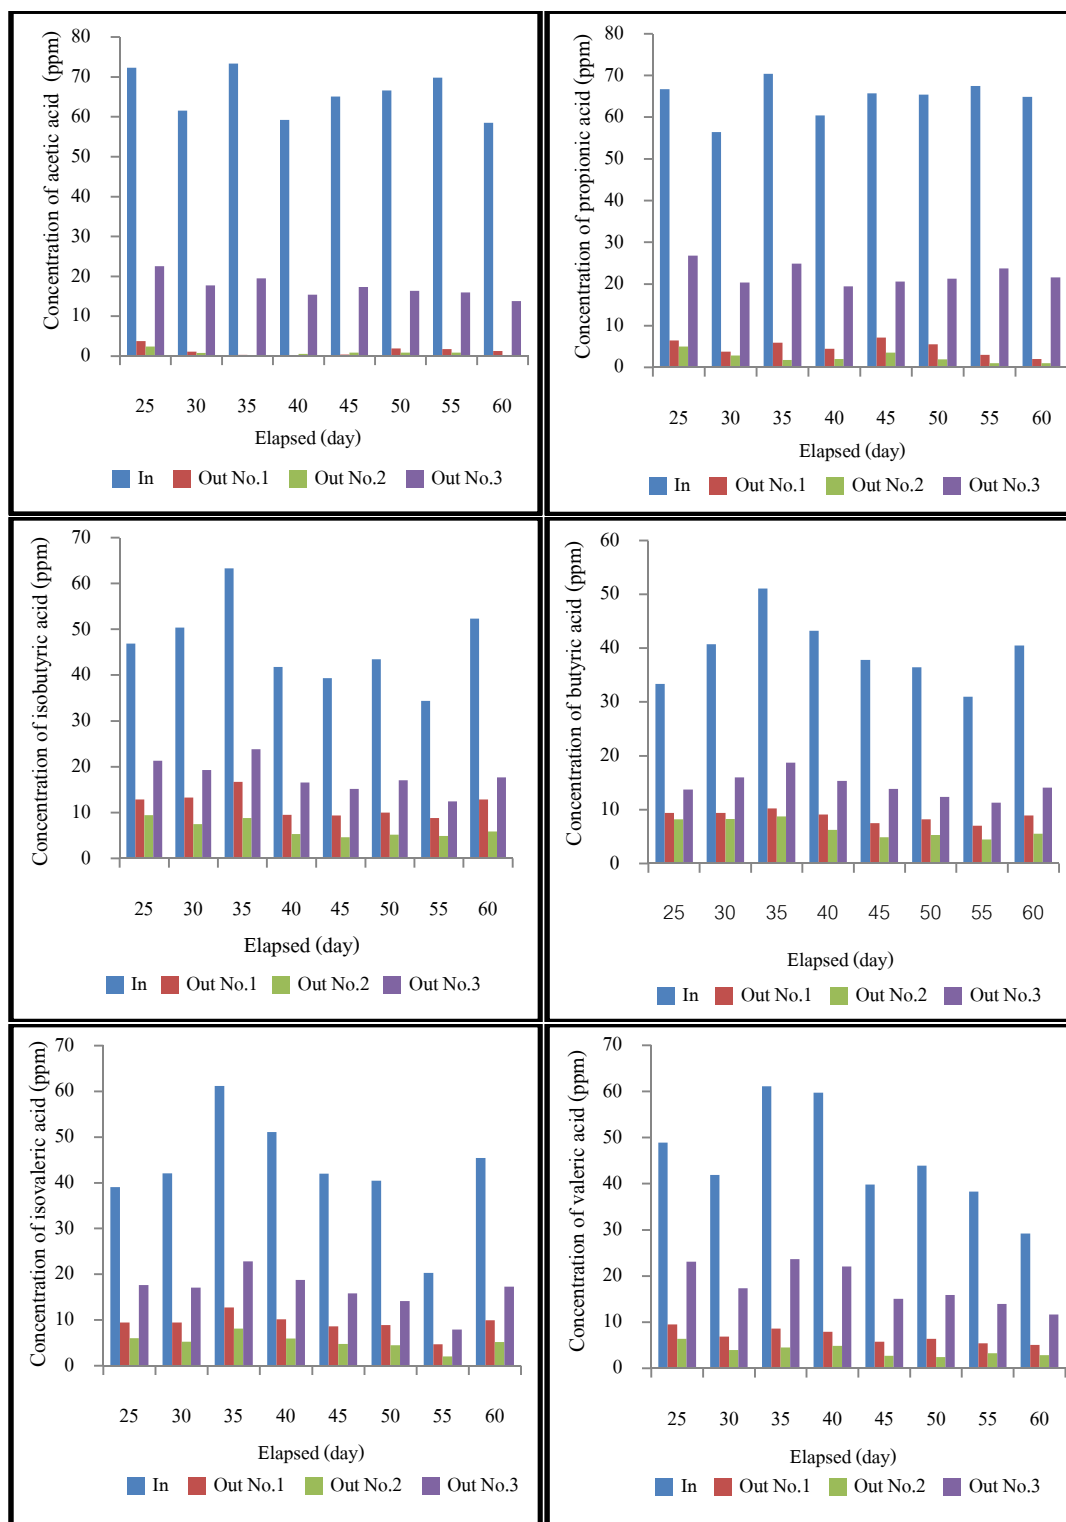 Concentration of acetic acid (ppm)
80
70
60
50
40
30
20
10
0
25 30 35 40 45 50 55 60
Elapsed (day)
In Out No.1 Out No.2 Out No.3
Concentration of propionic acid (ppm)
80
70
60
50
40
30
20
10
0
25 30 35 40 45 50 55 60
Elapsed (day)
In Out No.1 Out No.2 Out No.3
Concentration of isobutyric acid (ppm)
70
60
50
40
30
20
10
0
25 30 35 40 45 50 55 60
Elapsed (day)
In Out No.1 Out No.2 Out No.3
Concentration of butyric acid (ppm)
60
50
40
30
20
10
0
25 30 35 40 45 50 55 60
Elapsed (day)
In Out No.1 Out No.2 Out No.3
Concentration of isovaleric acid (ppm)
70
60
50
40
30
20
10
0
25 30 35 40 45 50 55 60
Elapsed (day)
In Out No.1 Out No.2 Out No.3
Concentration of valeric acid (ppm)
70
60
50
40
30
20
10
0
25 30 35 40 45 50 55 60
Elapsed (day)
In Out No.1 Out No.2 Out No.3